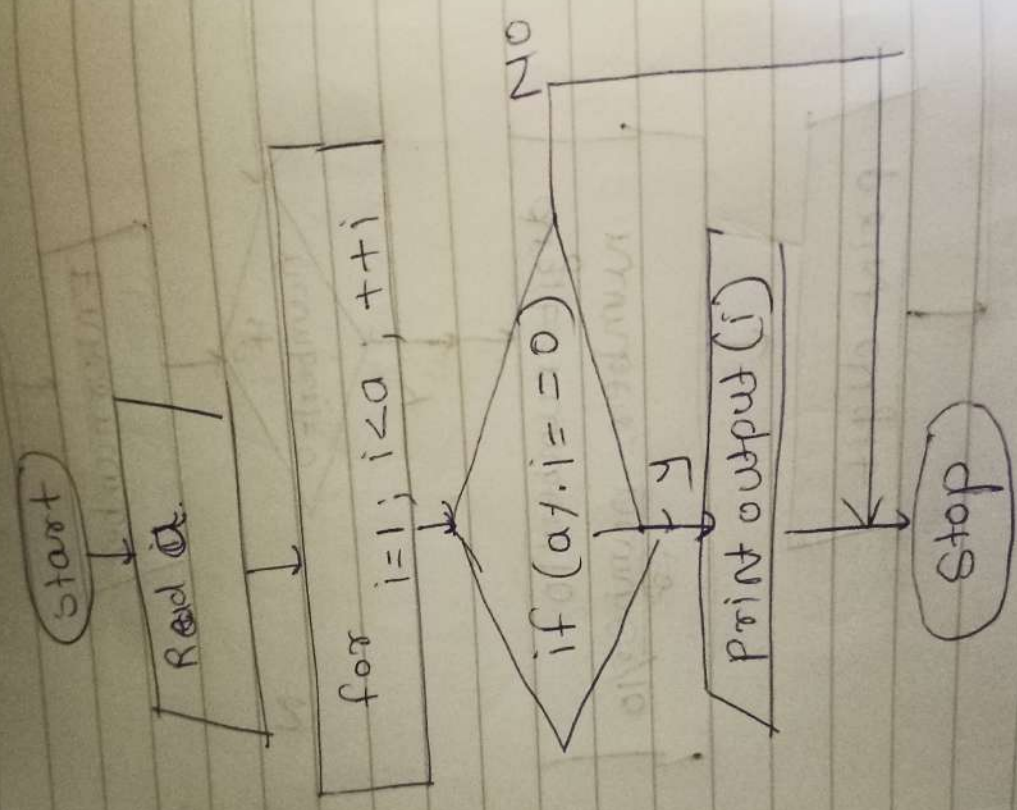 Start
Read a
for i=1; i<a; ++i
if (a%i==0)
No
y
Print output(i)
Stop